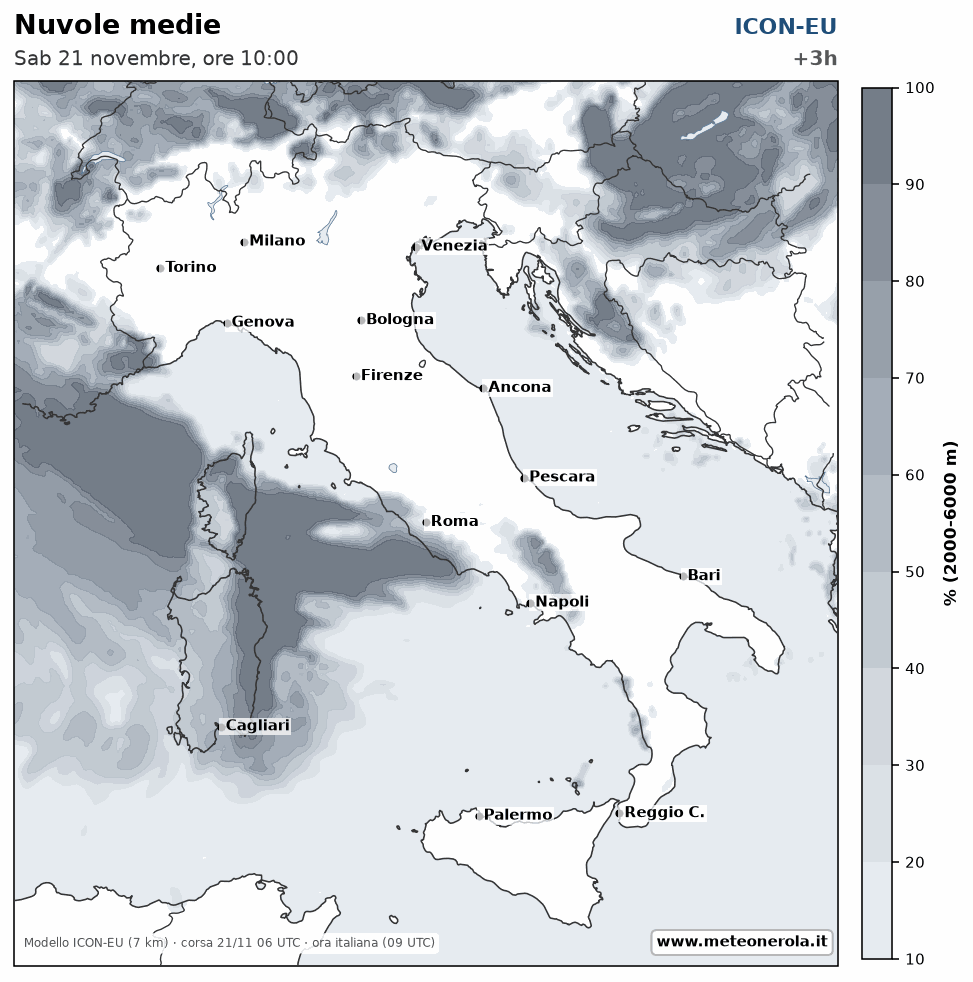 Nuvole medie
ICON-EU
Sab 21 novembre, ore 10:00
+3h
100
90
80
70
60
50
40
30
20
10
% (2000-6000 m)
Milano
Venezia
Torino
Genova
Bologna
Firenze
Ancona
Pescara
Roma
Bari
Napoli
Cagliari
Palermo
Reggio C.
Modello ICON-EU (7 km) · corsa 21/11 06 UTC · ora italiana (09 UTC)
www.meteonerola.it